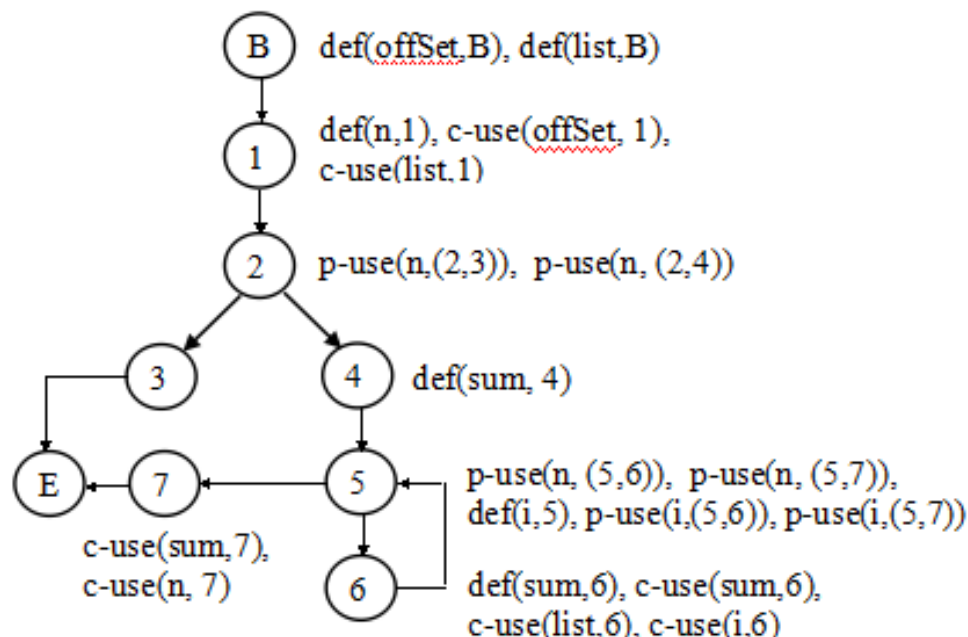 B
def(offSet,B), def(list,B)
1
def(n,1), c-use(offSet, 1),
c-use(list,1)
2
p-use(n,(2,3)), p-use(n, (2,4))
3
4
def(sum, 4)
E
7
5
p-use(n, (5,6)), p-use(n, (5,7)),
def(i,5), p-use(i,(5,6)), p-use(i,(5,7))
c-use(sum,7),
c-use(n, 7)
6
def(sum,6), c-use(sum,6),
c-use(list,6), c-use(i,6)